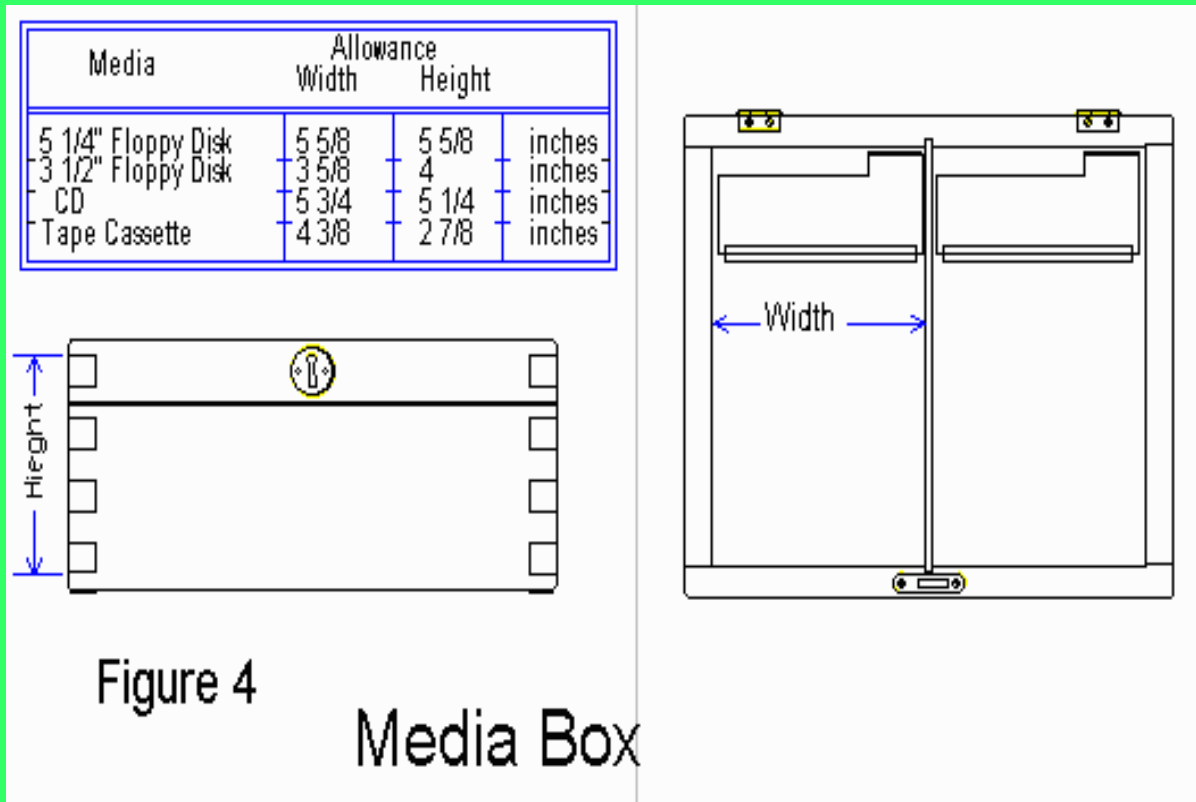 Media Allowance
Width Height
5 1/4" Floppy Disk 5 5/8 5 5/8 inches
3 1/2" Floppy Disk 3 5/8 4 inches
CD 5 3/4 5 1/4 inches
Tape Cassette 4 3/8 2 7/8 inches
Width
Hieght
Figure 4
Media Box